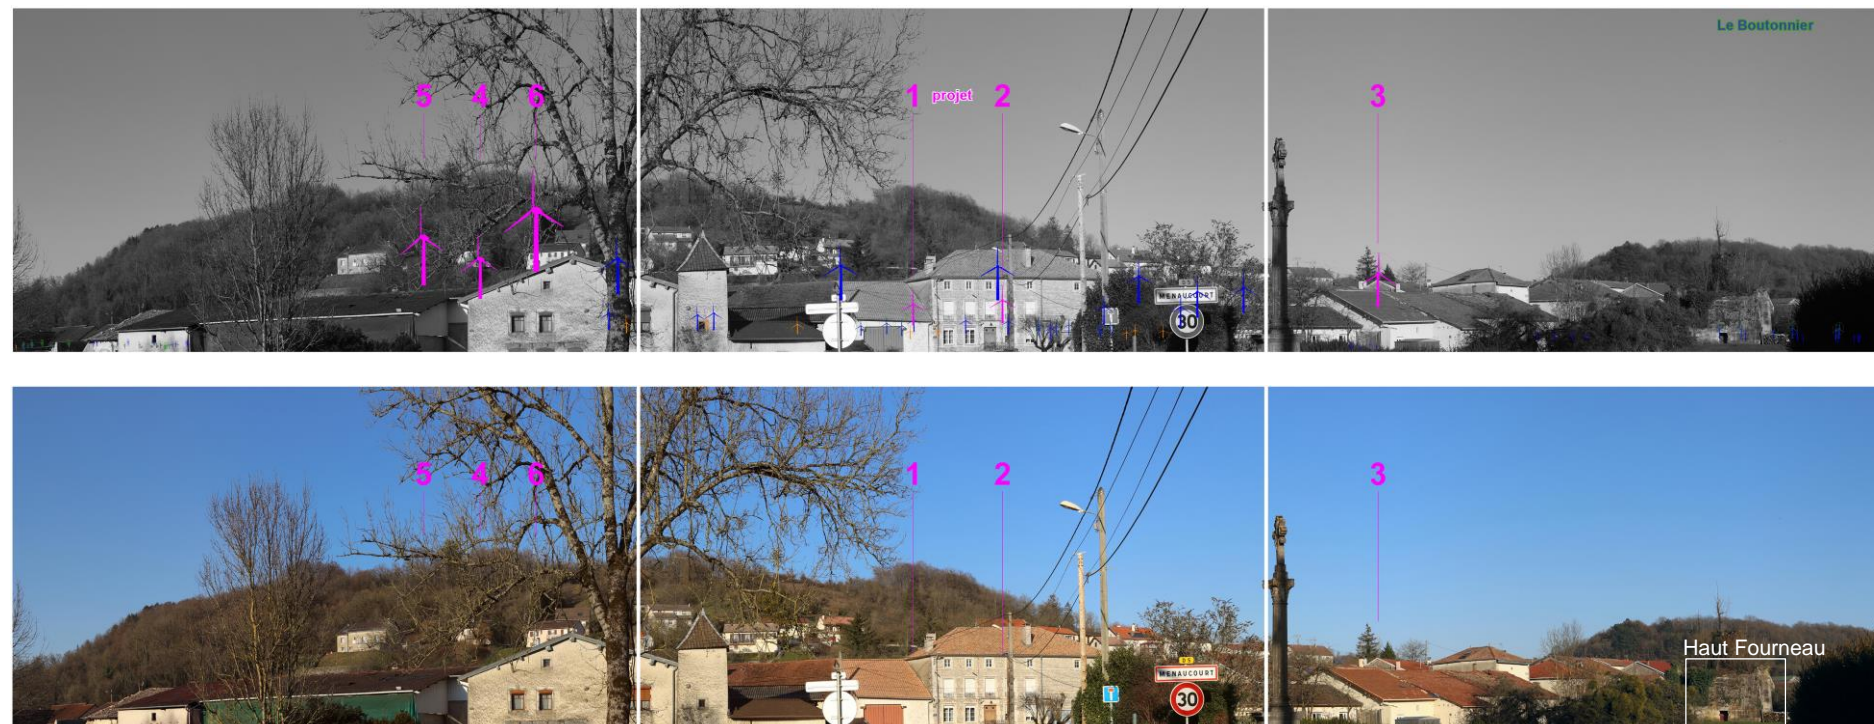 Le Boutonnier
5 4 6 1 projet 2 3
MENAUCOURT
30
5 4 6 1 2 3
Haut Fourneau
MENAUCOURT
30